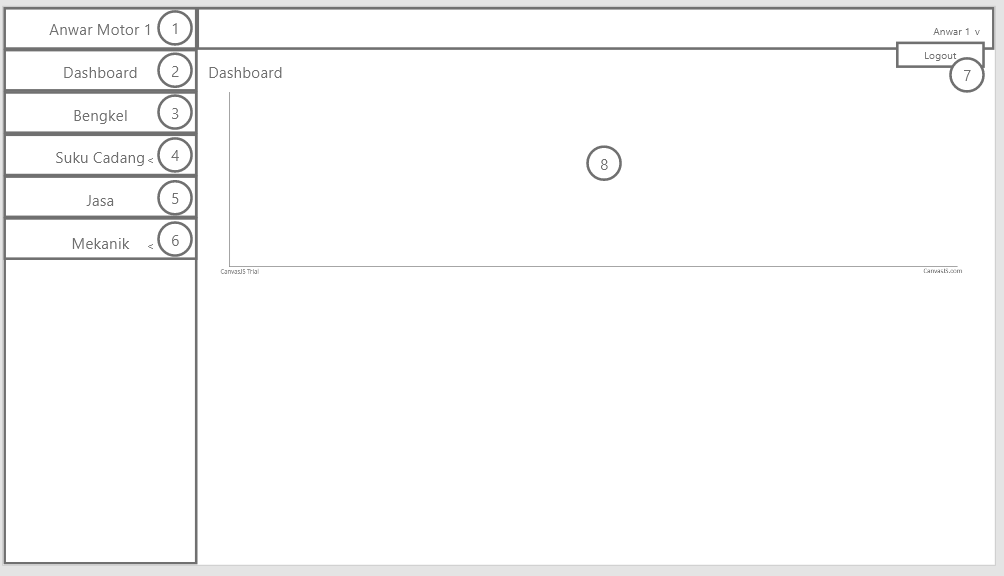 Anwar Motor 1 1
Anwar 1 v
Logout
7
Dashboard 2
Dashboard
Bengkel 3
Suku Cadang < 4
8
Jasa 5
Mekanik < 6
CanvasJS Trial
CanvasJS.com